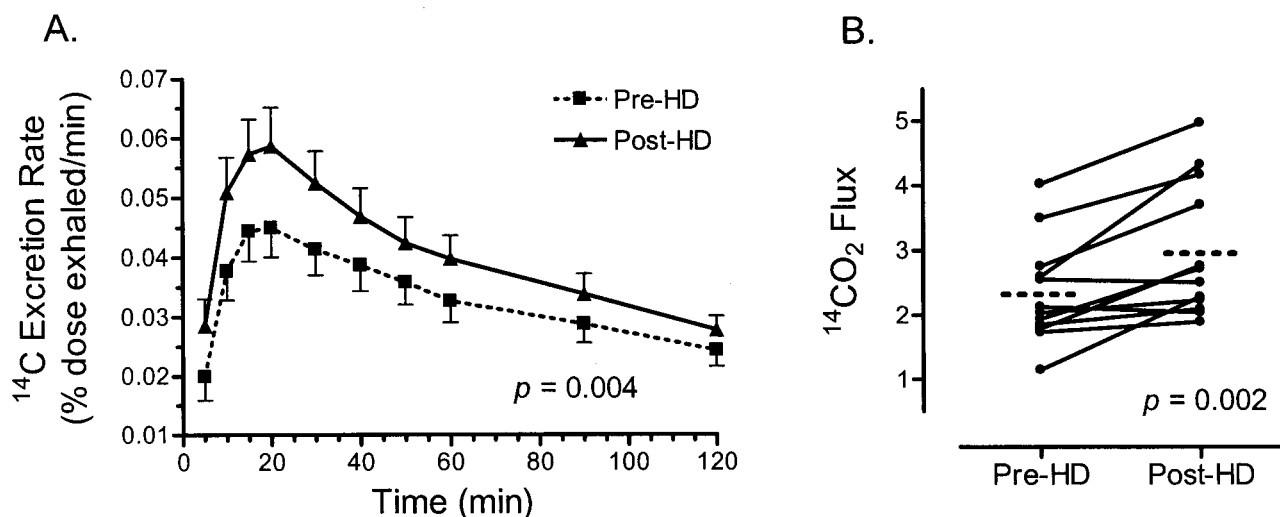 A.
¹⁴C Excretion Rate
(% dose exhaled/min)
0.07
0.06
0.05
0.04
0.03
0.02
0.01
Pre-HD
Post-HD
p = 0.004
0 20 40 60 80 100 120
Time (min)
B.
¹⁴CO₂ Flux
5
4
3
2
1
p = 0.002
Pre-HD Post-HD